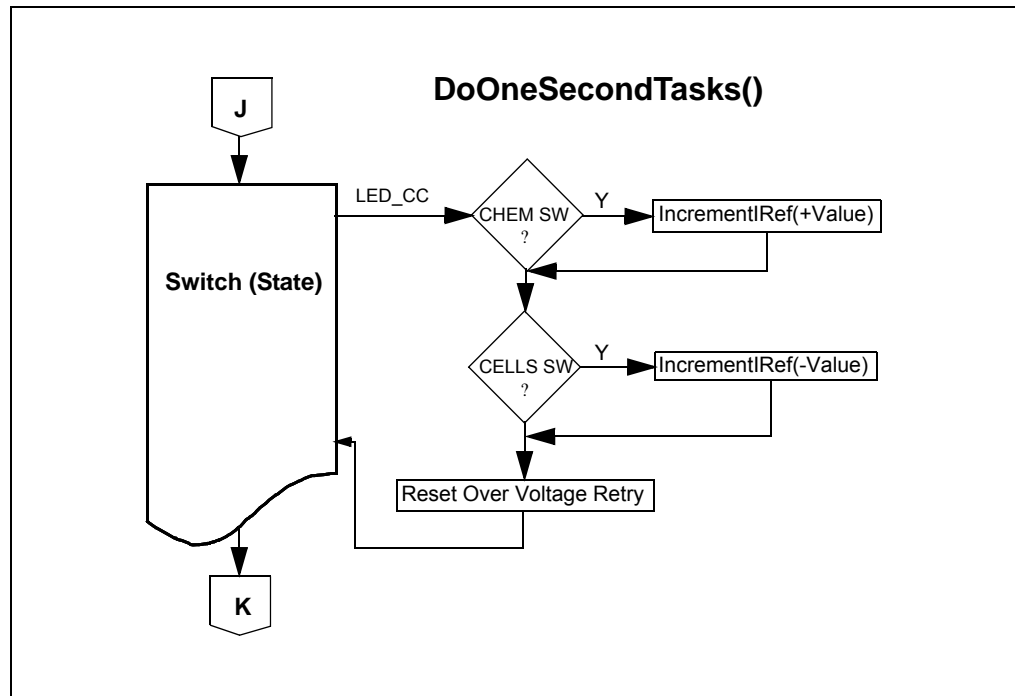 DoOneSecondTasks()
J
LED_CC
CHEM SW
?
Y
IncrementIRef(+Value)
Switch (State)
CELLS SW
?
Y
IncrementIRef(-Value)
Reset Over Voltage Retry
K